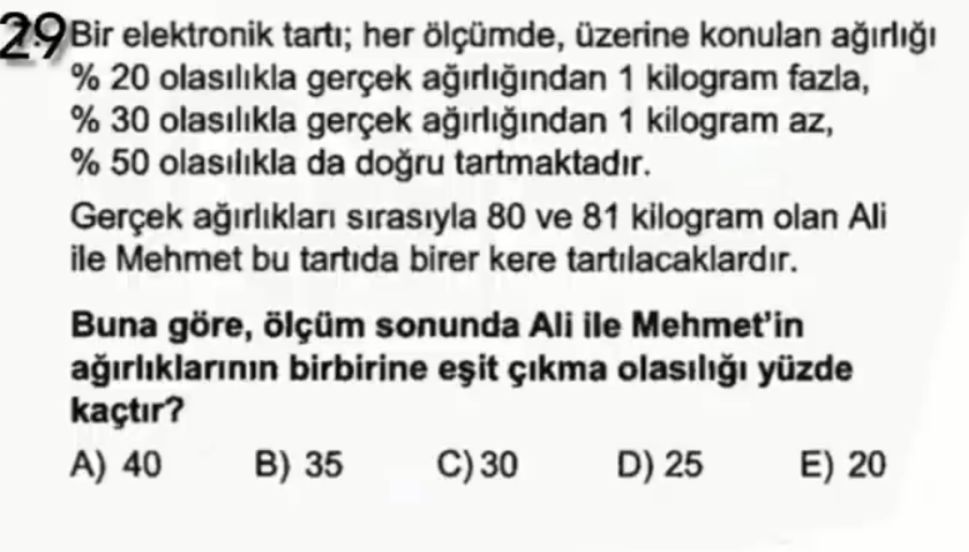 29 Bir elektronik tartı; her ölçümde, üzerine konulan ağırlığı
% 20 olasılıkla gerçek ağırlığından 1 kilogram fazla,
% 30 olasılıkla gerçek ağırlığından 1 kilogram az,
% 50 olasılıkla da doğru tartmaktadır.
Gerçek ağırlıkları sırasıyla 80 ve 81 kilogram olan Ali
ile Mehmet bu tartıda birer kere tartılacaklardır.
Buna göre, ölçüm sonunda Ali ile Mehmet'in
ağırlıklarının birbirine eşit çıkma olasılığı yüzde
kaçtır?
A) 40 B) 35 C) 30 D) 25 E) 20